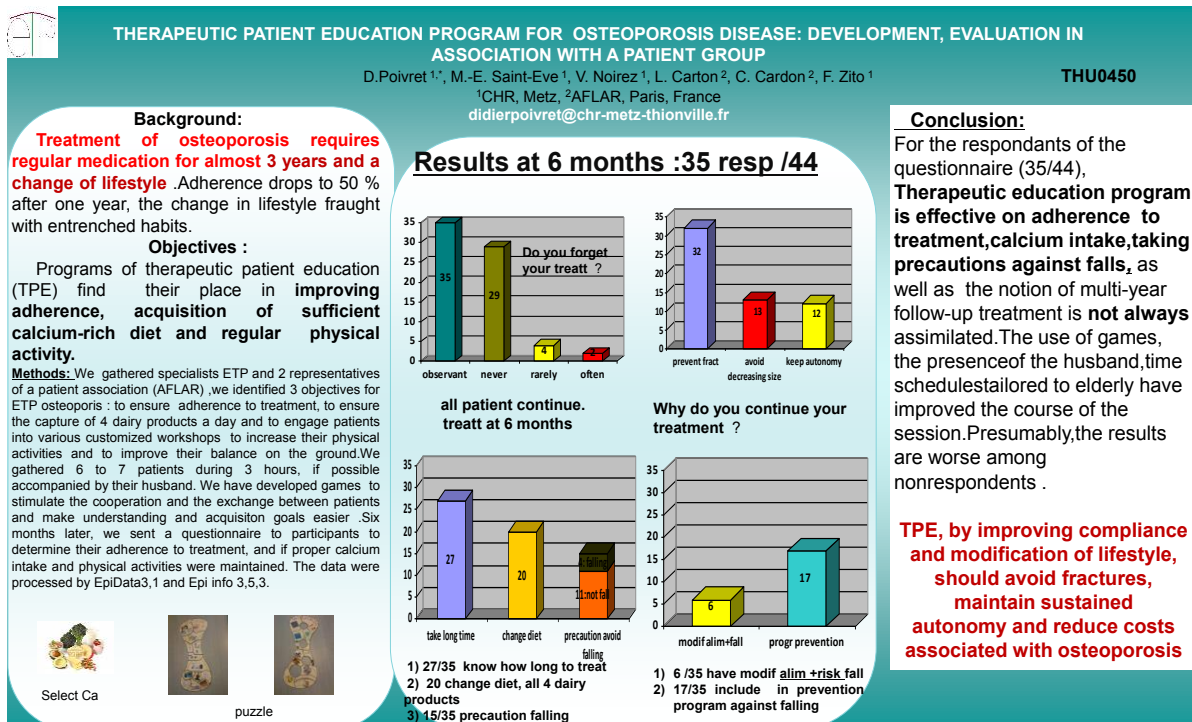 THERAPEUTIC PATIENT EDUCATION PROGRAM FOR OSTEOPOROSIS DISEASE: DEVELOPMENT, EVALUATION IN
ASSOCIATION WITH A PATIENT GROUP
D.Poivret 1,*, M.-E. Saint-Eve 1, V. Noirez 1, L. Carton 2, C. Cardon 2, F. Zito 1
1CHR, Metz, 2AFLAR, Paris, France
didierpoivret@chr-metz-thionville.fr
THU0450
Background:
Treatment of osteoporosis requires
regular medication for almost 3 years and a
change of lifestyle .Adherence drops to 50 %
after one year, the change in lifestyle fraught
with entrenched habits.
Objectives :
Programs of therapeutic patient education
(TPE) find their place in improving
adherence, acquisition of sufficient
calcium-rich diet and regular physical
activity.
Methods: We gathered specialists ETP and 2 representatives
of a patient association (AFLAR) ,we identified 3 objectives for
ETP osteoporis : to ensure adherence to treatment, to ensure
the capture of 4 dairy products a day and to engage patients
into various customized workshops to increase their physical
activities and to improve their balance on the ground.We
gathered 6 to 7 patients during 3 hours, if possible
accompanied by their husband. We have developed games to
stimulate the cooperation and the exchange between patients
and make understanding and acquisiton goals easier .Six
months later, we sent a questionnaire to participants to
determine their adherence to treatment, and if proper calcium
intake and physical activities were maintained. The data were
processed by EpiData3,1 and Epi info 3,5,3.
Select Ca
puzzle
Results at 6 months :35 resp /44
35
30
25
20
15
10
5
0
35
29
4
2
Do you forget
your treatt ?
observant never rarely often
all patient continue.
treatt at 6 months
35
30
25
20
15
10
5
0
32
13
12
prevent fract avoid keep autonomy
decreasing size
Why do you continue your
treatment ?
35
30
25
20
15
10
5
0
27
20
4: falling
11:not fall
take long time change diet precaution avoid
falling
1) 27/35 know how long to treat
2) 20 change diet, all 4 dairy
products
3) 15/35 precaution falling
35
30
25
20
15
10
5
0
6
17
modif alim+fall progr prevention
1) 6 /35 have modif alim +risk fall
2) 17/35 include in prevention
program against falling
Conclusion:
For the respondants of the
questionnaire (35/44),
Therapeutic education program
is effective on adherence to
treatment,calcium intake,taking
precautions against falls, as
well as the notion of multi-year
follow-up treatment is not always
assimilated.The use of games,
the presenceof the husband,time
schedulestailored to elderly have
improved the course of the
session.Presumably,the results
are worse among
nonrespondents .
TPE, by improving compliance
and modification of lifestyle,
should avoid fractures,
maintain sustained
autonomy and reduce costs
associated with osteoporosis